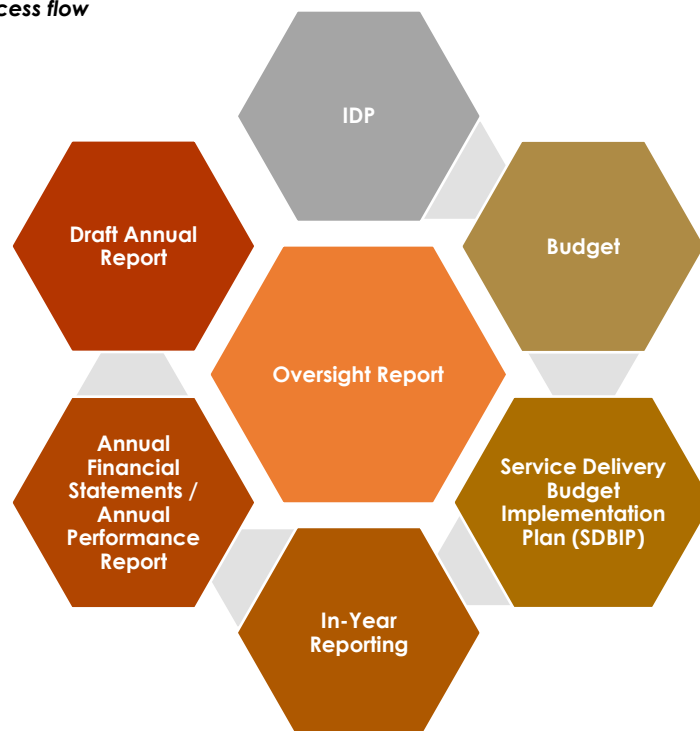 cess flow
IDP
Budget
Service Delivery
Budget
Implementation
Plan (SDBIP)
In-Year
Reporting
Annual
Financial
Statements /
Annual
Performance
Report
Draft Annual
Report
Oversight Report